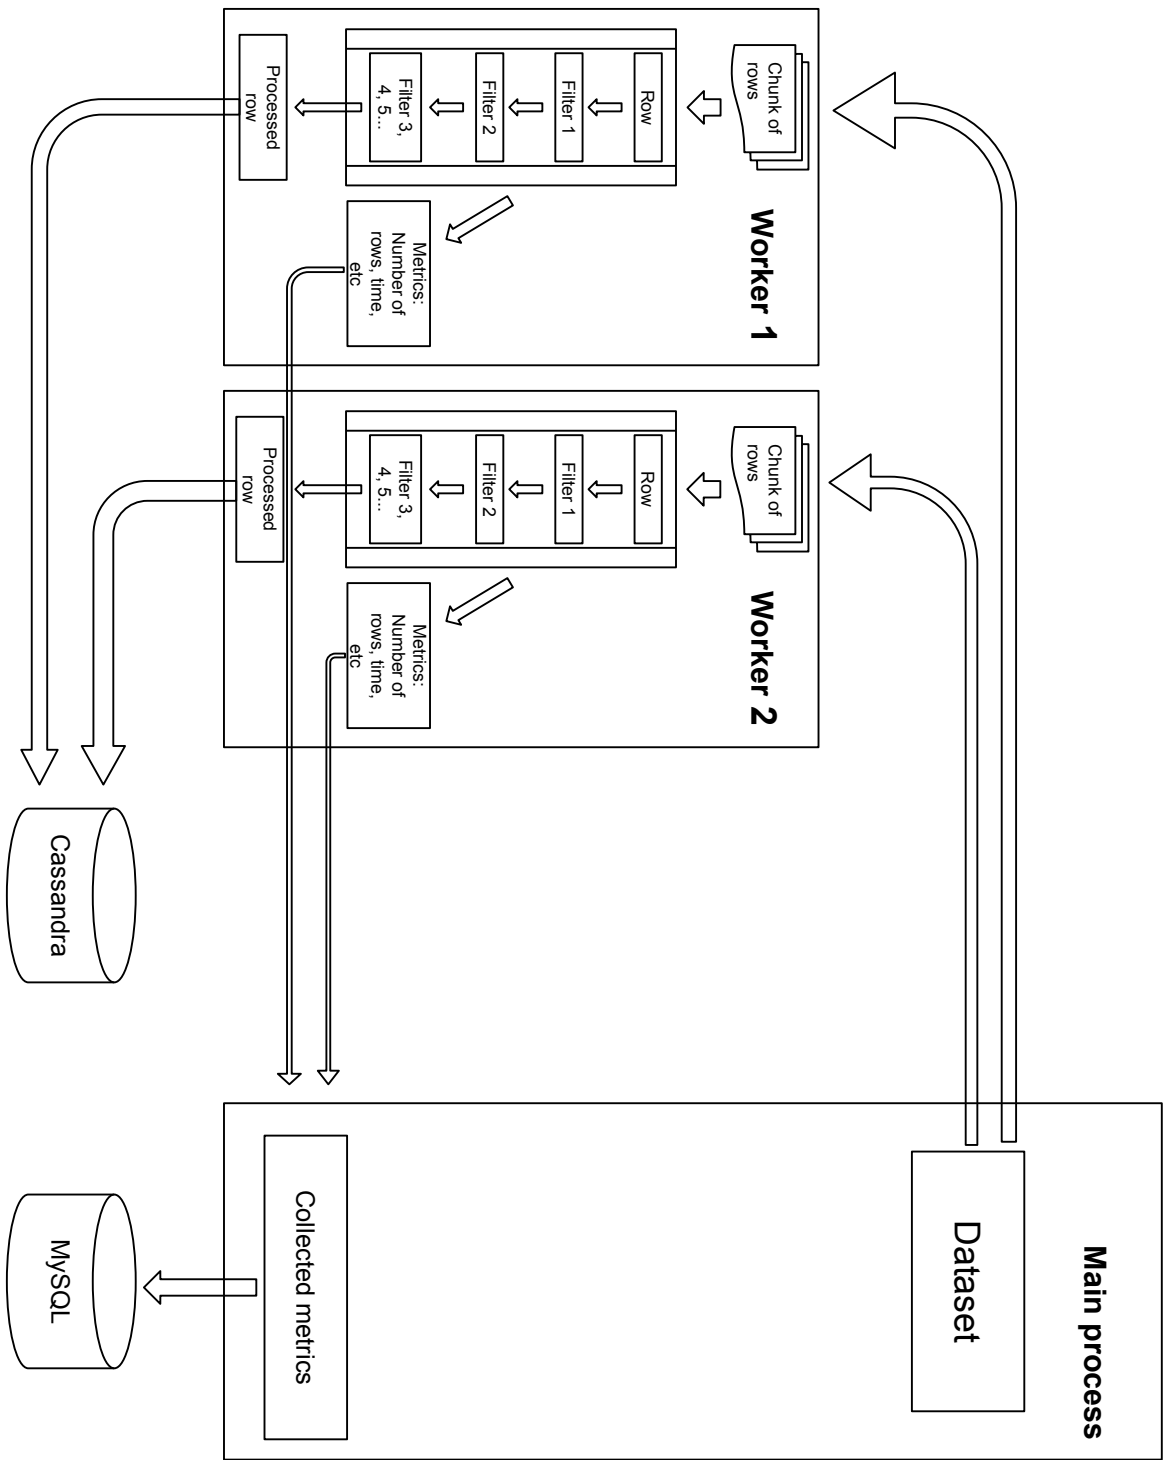 Main process
Dataset
Collected metrics
MySQL
Worker 2
Chunk of
rows
Row
Filter 1
Filter 2
Filter 3,
4, 5...
Processed
row
Metrics:
Number of
rows, time,
etc
Worker 1
Chunk of
rows
Row
Filter 1
Filter 2
Filter 3,
4, 5...
Processed
row
Metrics:
Number of
rows, time,
etc
Cassandra